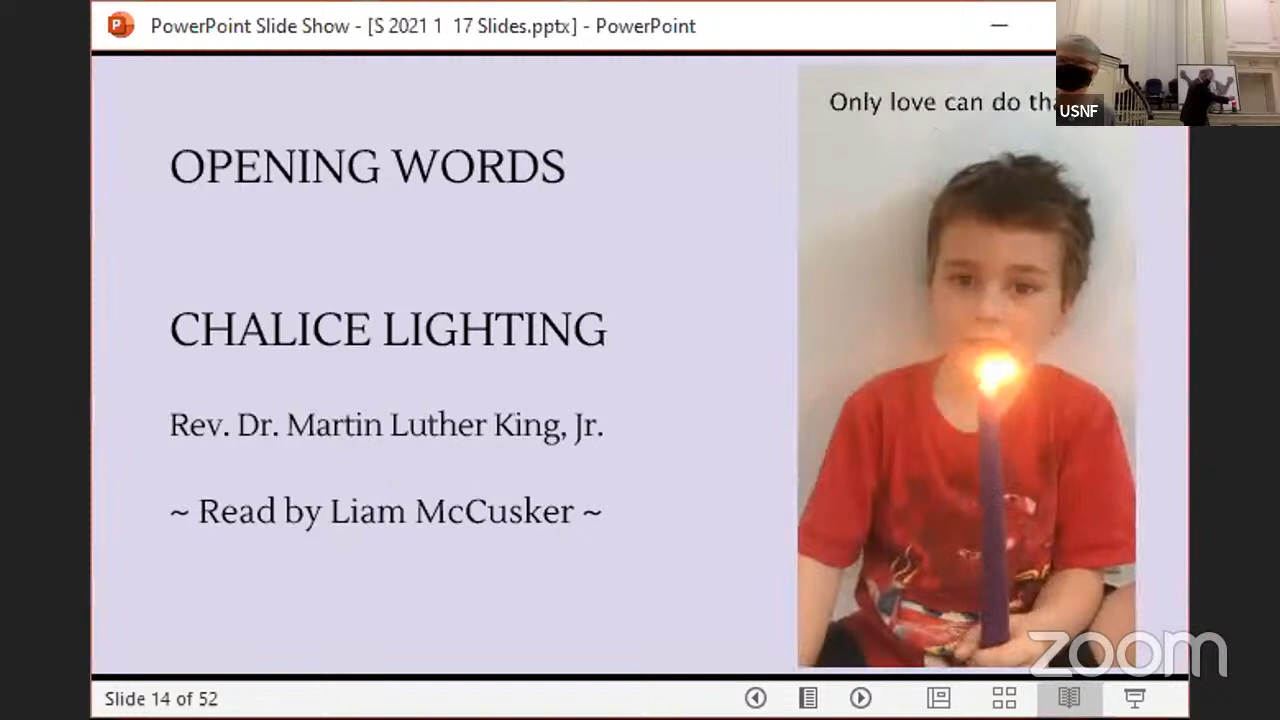 PowerPoint Slide Show - [S 2021 1 17 Slides.pptx] - PowerPoint
Only love can do
USNF
OPENING WORDS
CHALICE LIGHTING
Rev. Dr. Martin Luther King, Jr.
~ Read by Liam McCusker ~
zoom
Slide 14 of 52